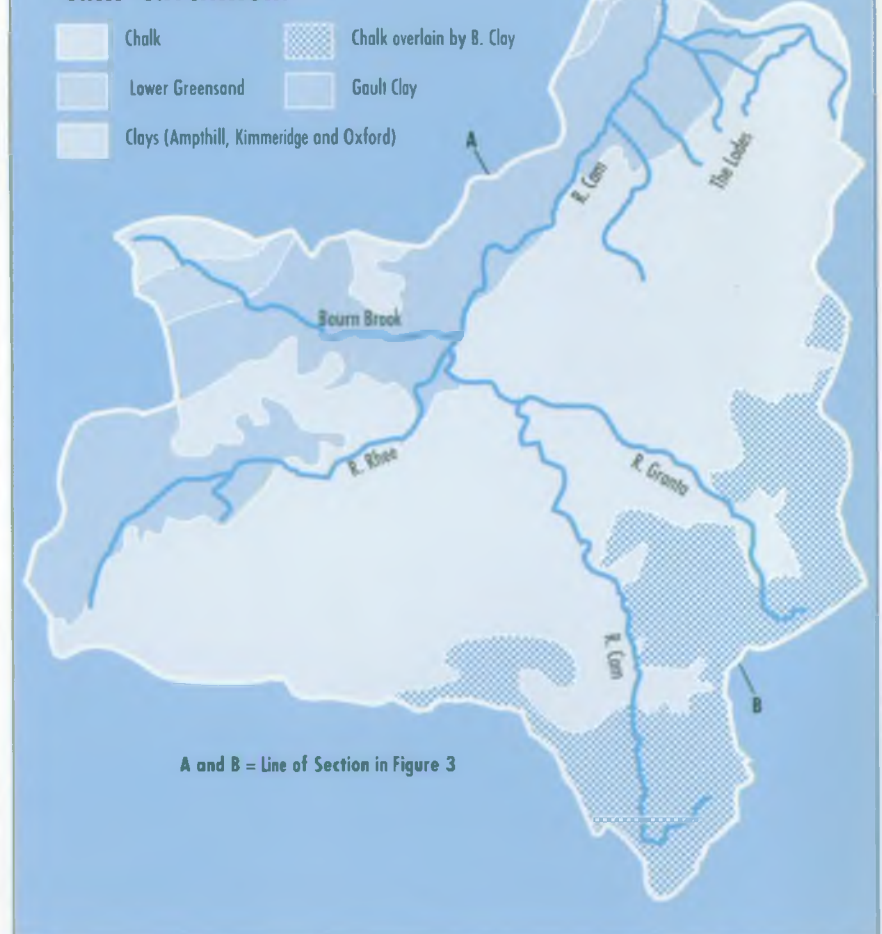 Chalk
Chalk overlain by B. Clay
Lower Greensand
Gault Clay
Clays (Ampthill, Kimmeridge and Oxford)
A
R. Cam
The Lodes
Bourn Brook
R. Rhee
R. Granta
R. Cam
B
A and B = Line of Section in Figure 3